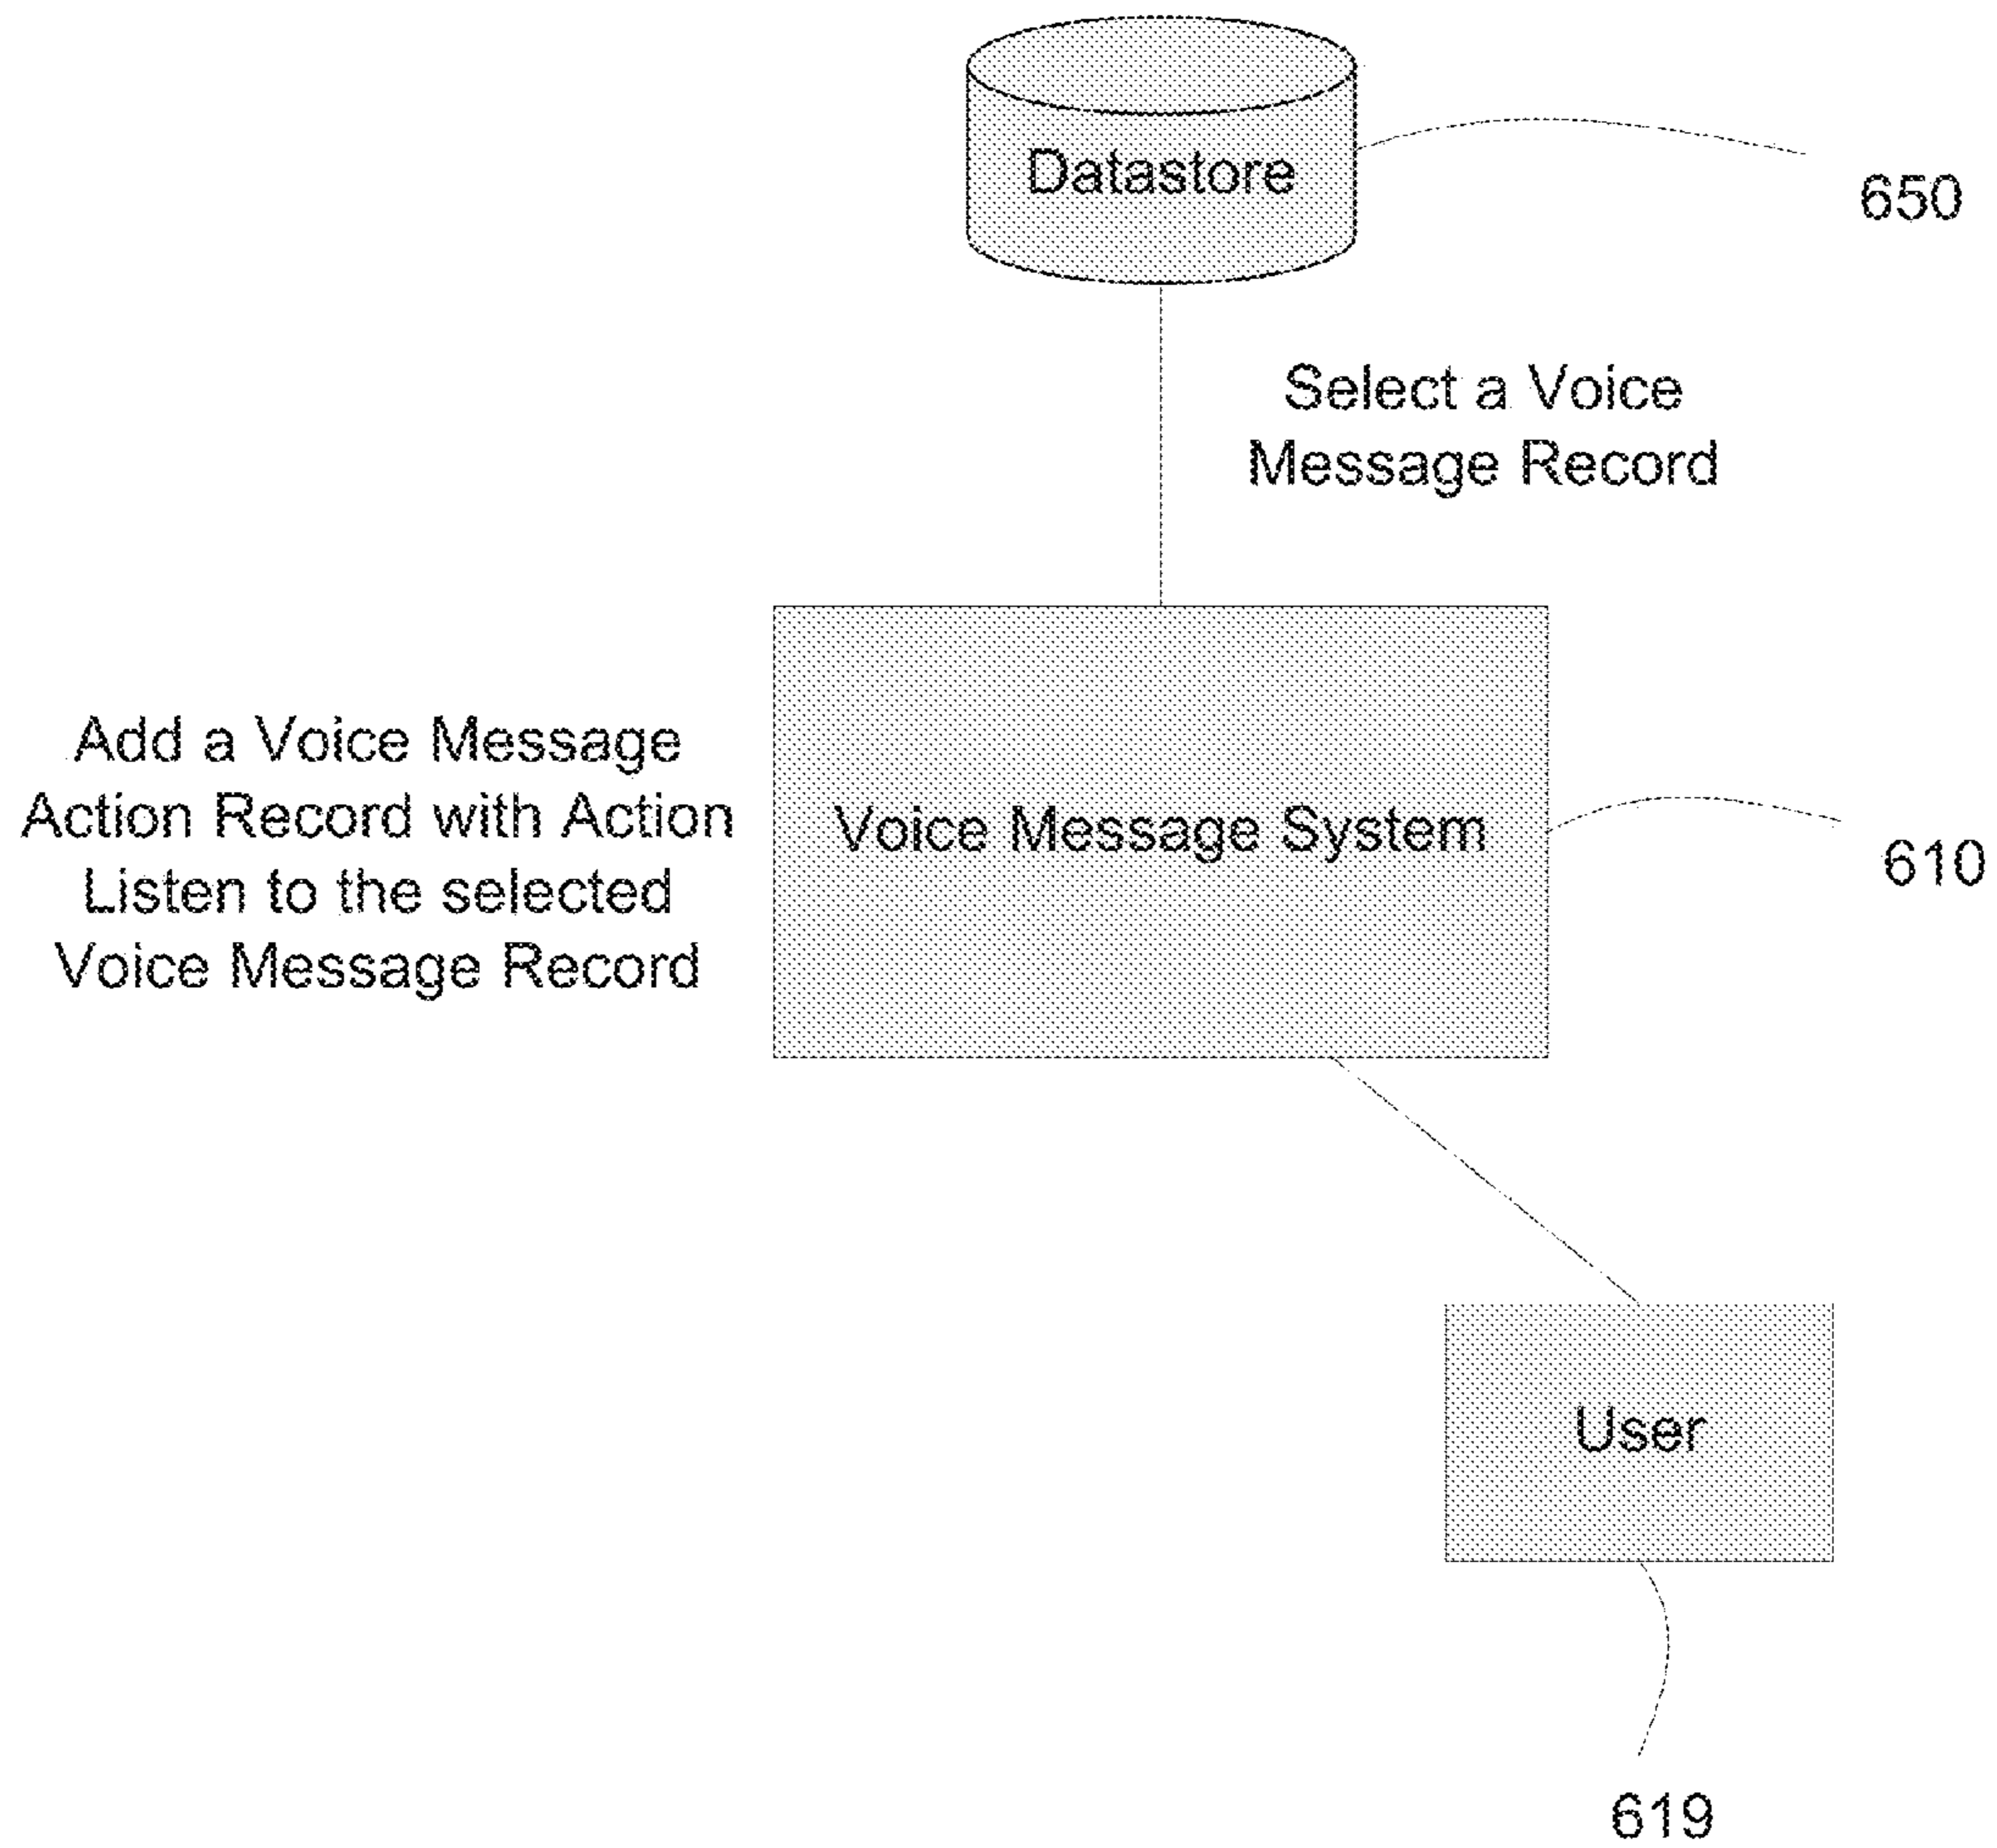 Datastore
650
Select a Voice
Message Record
Add a Voice Message
Action Record with Action
Listen to the selected
Voice Message Record
Voice Message System
610
User
619